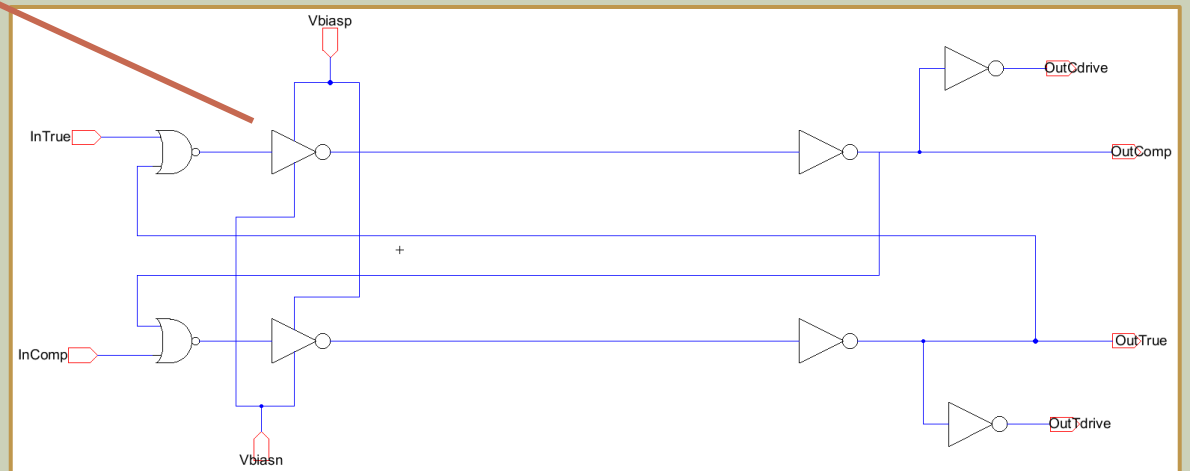 Vbiasp
OutCdrive
InTrue
OutComp
InComp
OutTrue
OutTdrive
Vbiasn